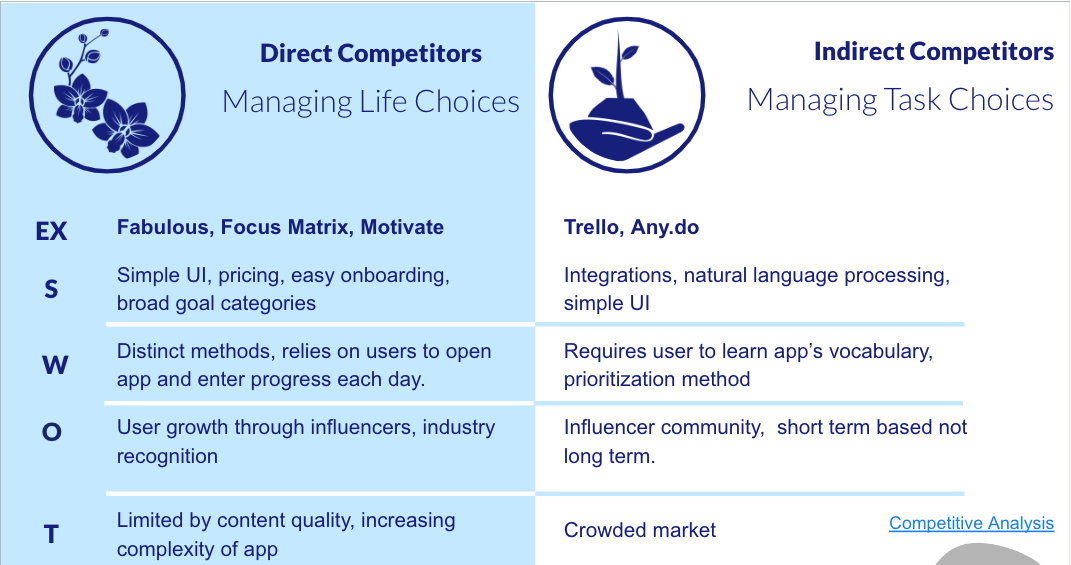 Direct Competitors
Managing Life Choices
Indirect Competitors
Managing Task Choices
EX
Fabulous, Focus Matrix, Motivate
Trello, Any.do
S
Simple UI, pricing, easy onboarding,
broad goal categories
Integrations, natural language processing,
simple UI
W
Distinct methods, relies on users to open
app and enter progress each day.
Requires user to learn app’s vocabulary,
prioritization method
O
User growth through influencers, industry
recognition
Influencer community,  short term based not
long term.
T
Limited by content quality, increasing
complexity of app
Crowded market
Competitive Analysis